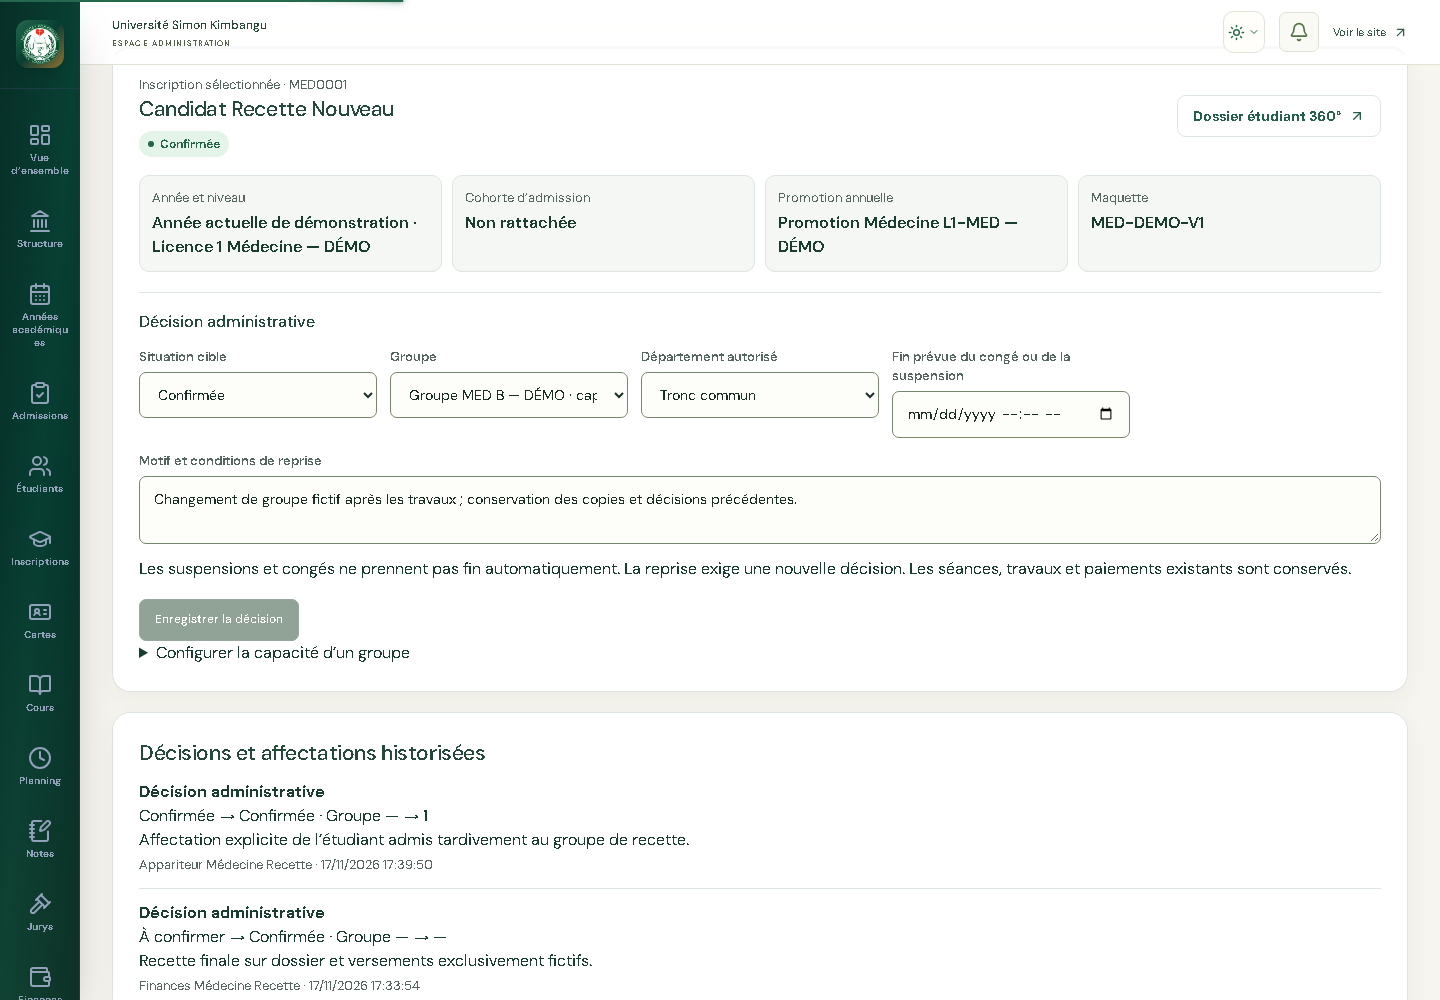 Université Simon Kimbangu
ESPACE ADMINISTRATION
Voir le site
Vue
d'ensemble
Structure
Années
académiqu
es
Admissions
Étudiants
Inscriptions
Cartes
Cours
Planning
Notes
Jurys
Finances
Inscription sélectionnée · MED0001
Candidat Recette Nouveau
Confirmée
Dossier étudiant 360°
Année et niveau
Année actuelle de démonstration ·
Licence 1 Médecine — DÉMO
Cohorte d'admission
Non rattachée
Promotion annuelle
Promotion Médecine L1-MED —
DÉMO
Maquette
MED-DEMO-V1
Décision administrative
Situation cible
Confirmée
Groupe
Groupe MED B — DÉMO · cap
Département autorisé
Tronc commun
Fin prévue du congé ou de la
suspension
mm/dd/yyyy --:-- --
Motif et conditions de reprise
Changement de groupe fictif après les travaux ; conservation des copies et décisions précédentes.
Les suspensions et congés ne prennent pas fin automatiquement. La reprise exige une nouvelle décision. Les séances, travaux et paiements existants sont conservés.
Enregistrer la décision
Configurer la capacité d'un groupe
Décisions et affectations historisées
Décision administrative
Confirmée → Confirmée · Groupe — → 1
Affectation explicite de l'étudiant admis tardivement au groupe de recette.
Appariteur Médecine Recette · 17/11/2026 17:39:50
Décision administrative
À confirmer → Confirmée · Groupe — → —
Recette finale sur dossier et versements exclusivement fictifs.
Finances Médecine Recette · 17/11/2026 17:33:54